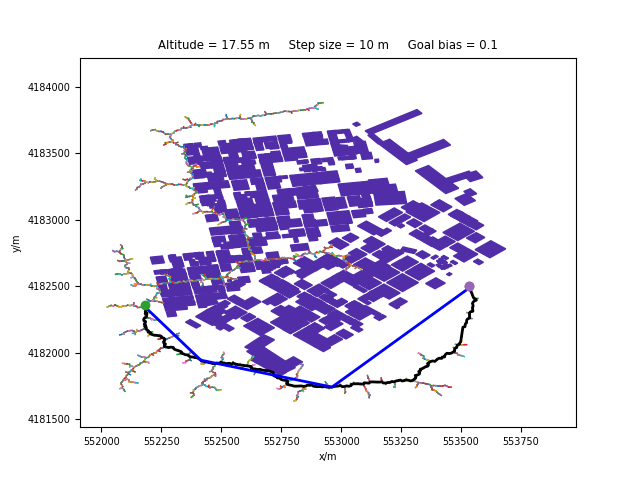 Altitude = 17.55 m Step size = 10 m Goal bias = 0.1
4184000
4183500
4183000
4182500
4182000
4181500
y/m
552000 552250 552500 552750 553000 553250 553500 553750
x/m